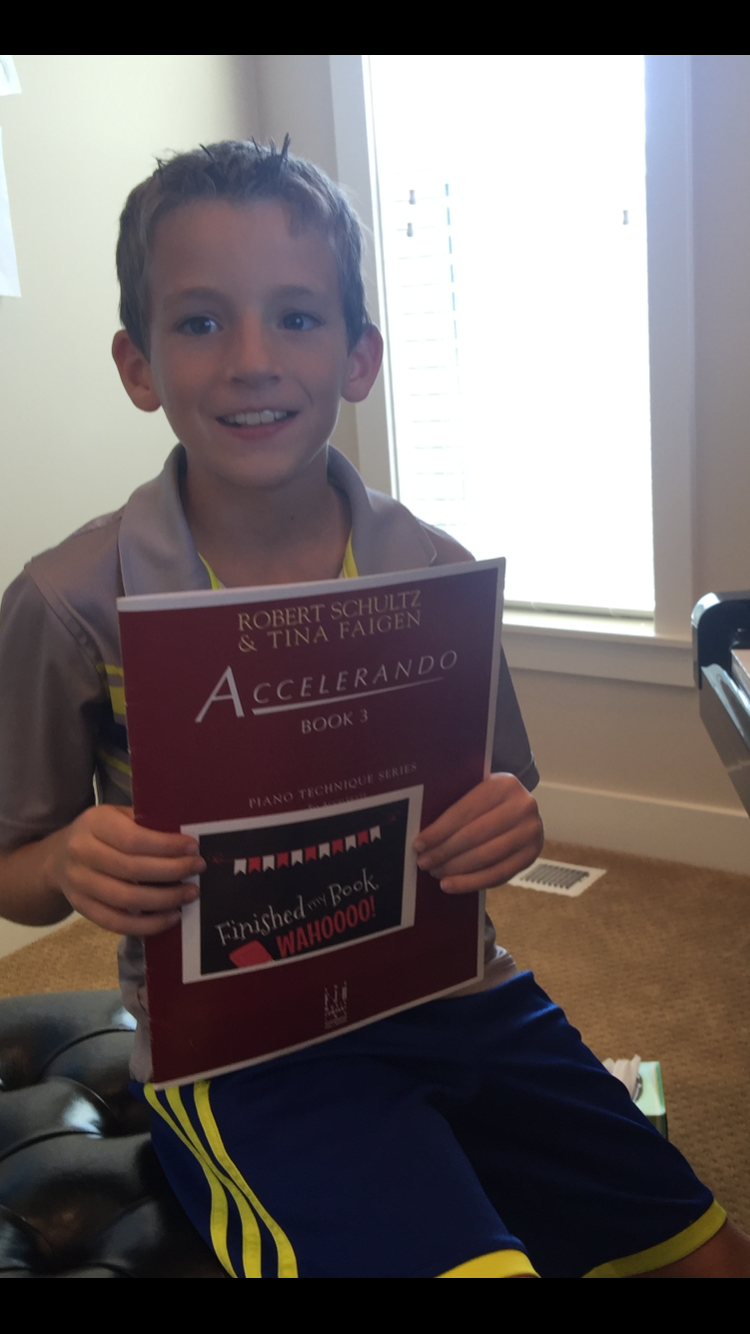 ROBERT SCHULTZ
& TINA FAIGEN
ACCELERANDO
BOOK 3
PIANO TECHNIQUE SERIES
Finished my Book
WAHOOOO!